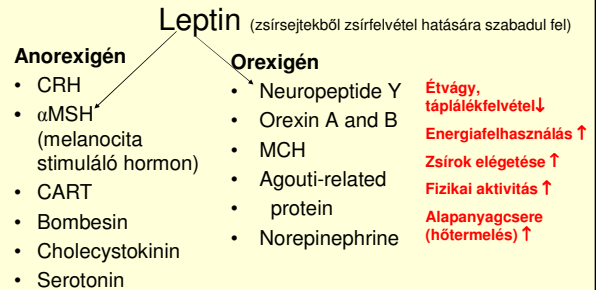 Leptin (zsírsejtekből zsírfelvétel hatására szabadul fel)
Anorexigén
• CRH
• αMSH
(melanocita
stimuláló hormon)
• CART
• Bombesin
• Cholecystokinin
• Serotonin
Orexigén
• Neuropeptide Y
• Orexin A and B
• MCH
• Agouti-related
• protein
• Norepinephrine
Étvágy,
táplálékfelvétel↓
Energiafelhasználás ↑
Zsírok elégetése ↑
Fizikai aktivitás ↑
Alapanyagcsere
(hőtermelés) ↑